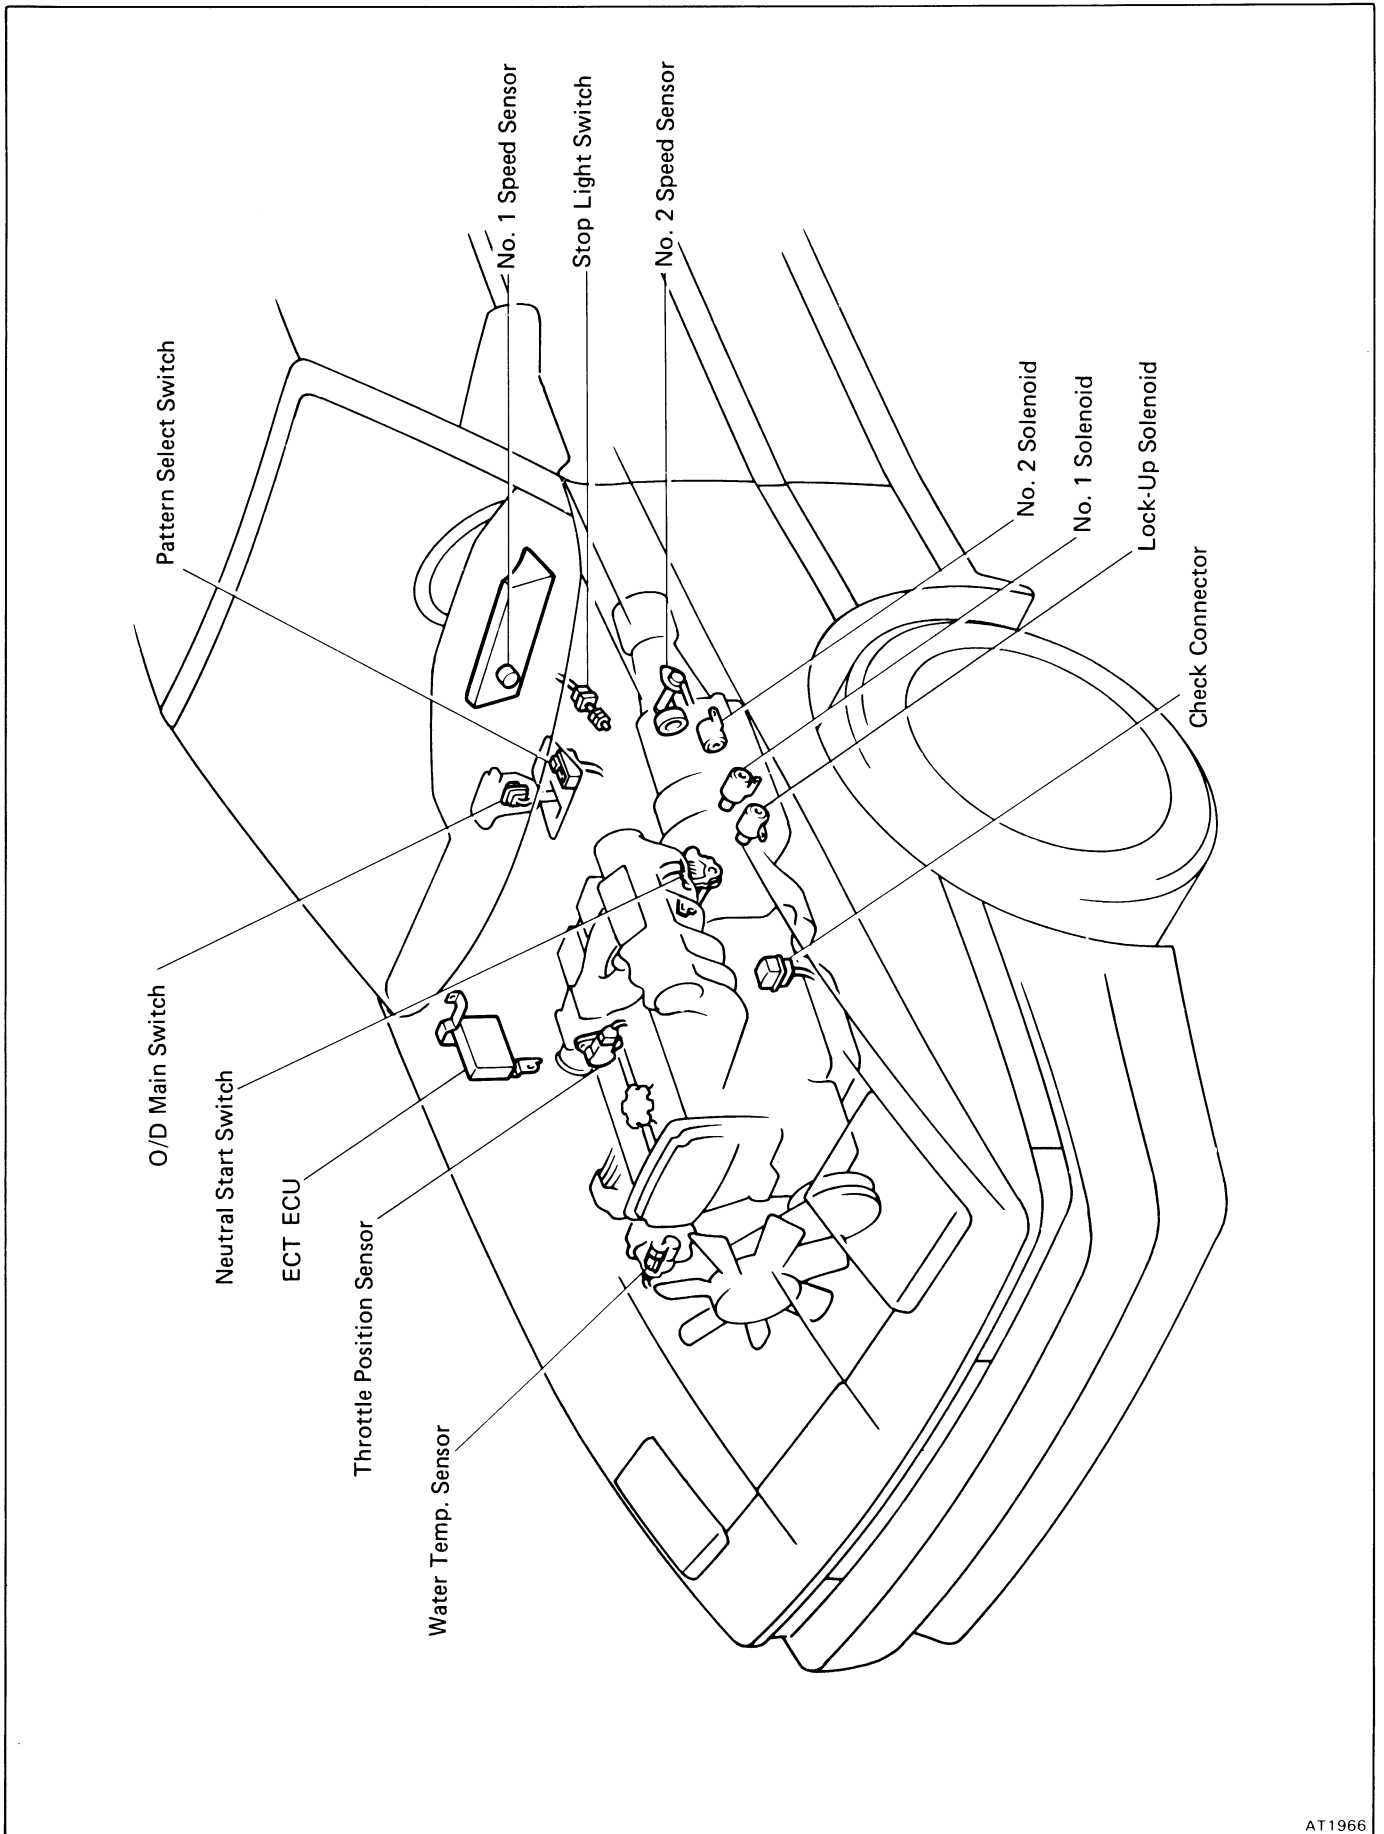 Pattern Select Switch
O/D Main Switch
Neutral Start Switch
ECT ECU
Throttle Position Sensor
Water Temp. Sensor
No. 1 Speed Sensor
Stop Light Switch
No. 2 Speed Sensor
No. 2 Solenoid
No. 1 Solenoid
Lock-Up Solenoid
Check Connector
AT1966